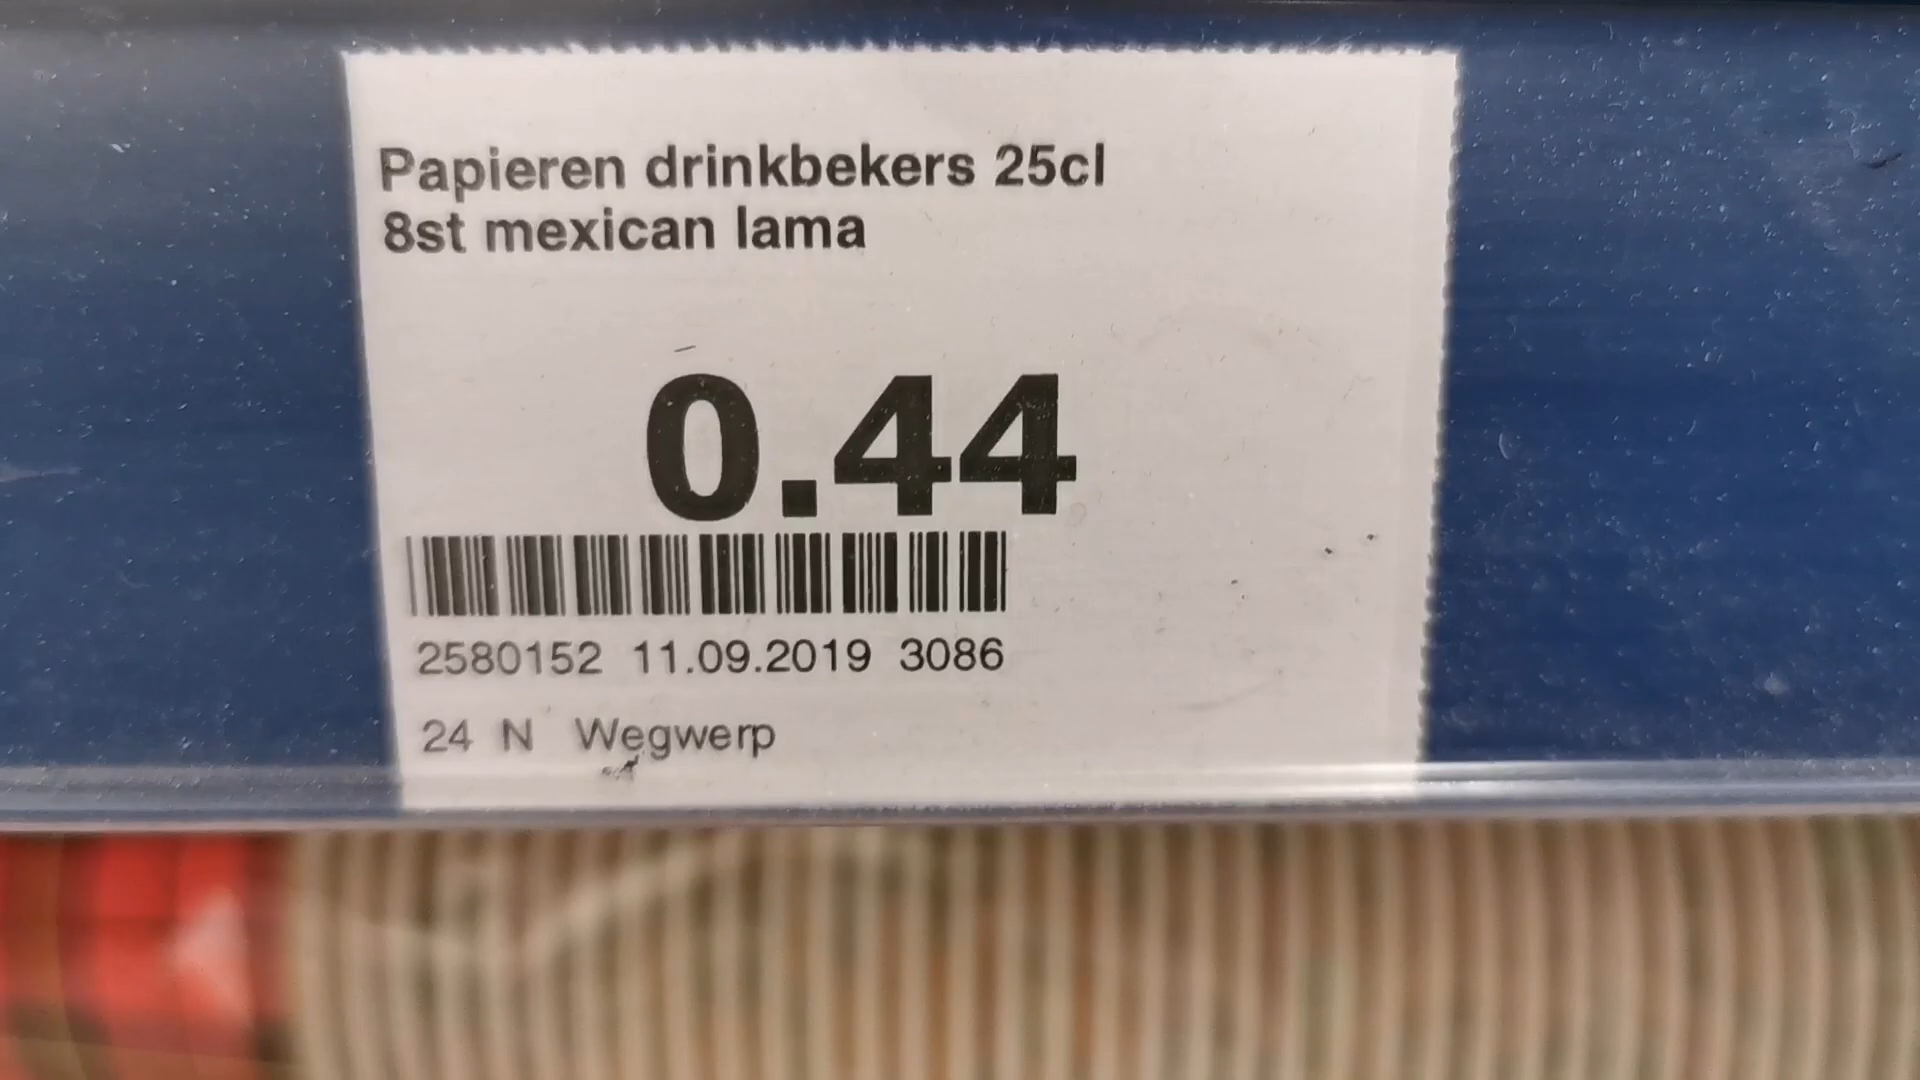 Papieren drinkbekers 25cl
8st mexican lama
0.44
2580152 11.09.2019 3086
24 N Wegwerp